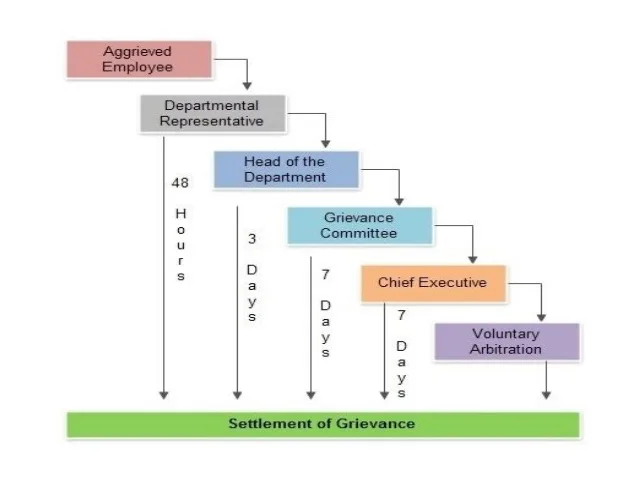 Aggrieved
Employee
Departmental
Representative
Head of the
Department
Grievance
Committee
Chief Executive
Voluntary
Arbitration
48
Hours
3
Days
7
Days
7
Days
Settlement of Grievance